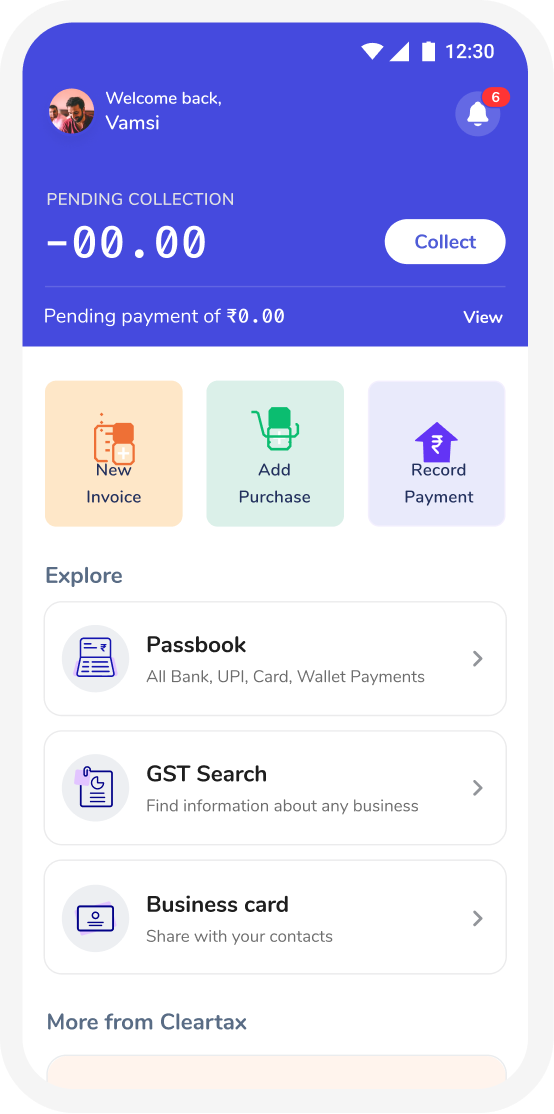 12:30
Welcome back,
6
Vamsi
PENDING COLLECTION
-00.00
Collect
Pending payment of ₹0.00
View
New
Invoice
Add
Purchase
₹
Record
Payment
Explore
₹
Passbook
All Bank, UPI, Card, Wallet Payments
GST Search
Find information about any business
Business card
Share with your contacts
More from Cleartax